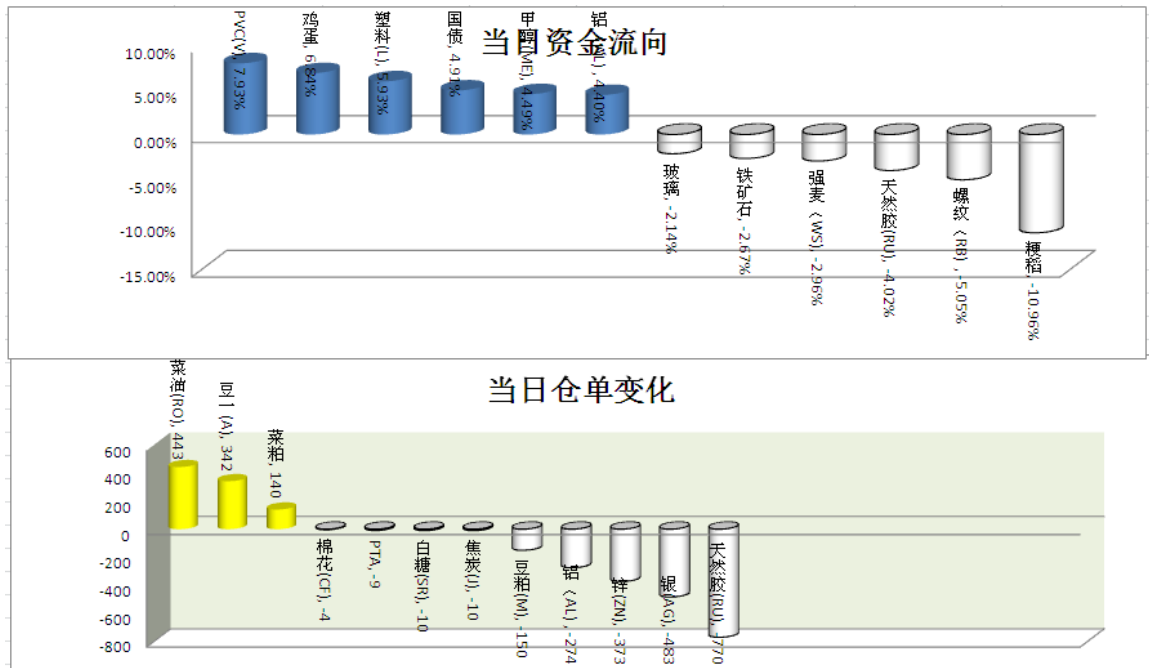 当日资金流向
10.00%
5.00%
0.00%
-5.00%
-10.00%
-15.00%
PVC(V), 7.93%
鸡蛋, 6.84%
塑料(L), 5.93%
国债, 4.91%
甲醇(ME), 4.49%
铝(AL), 4.40%
玻璃, -2.14%
铁矿石, -2.67%
强麦(WS), -2.96%
天然胶(RU), -4.02%
螺纹(RB), -5.05%
粳稻, -10.96%
当日仓单变化
600
400
200
0
-200
-400
-600
-800
菜油(RO), 443
豆一(A), 342
菜粕, 140
棉花(CF), -4
PTA, -9
白糖(SR), -10
焦炭(J), -10
豆粕(M), -150
铝(AL), -274
锌(ZN), -373
银(AG), -483
天然胶(RU), -770